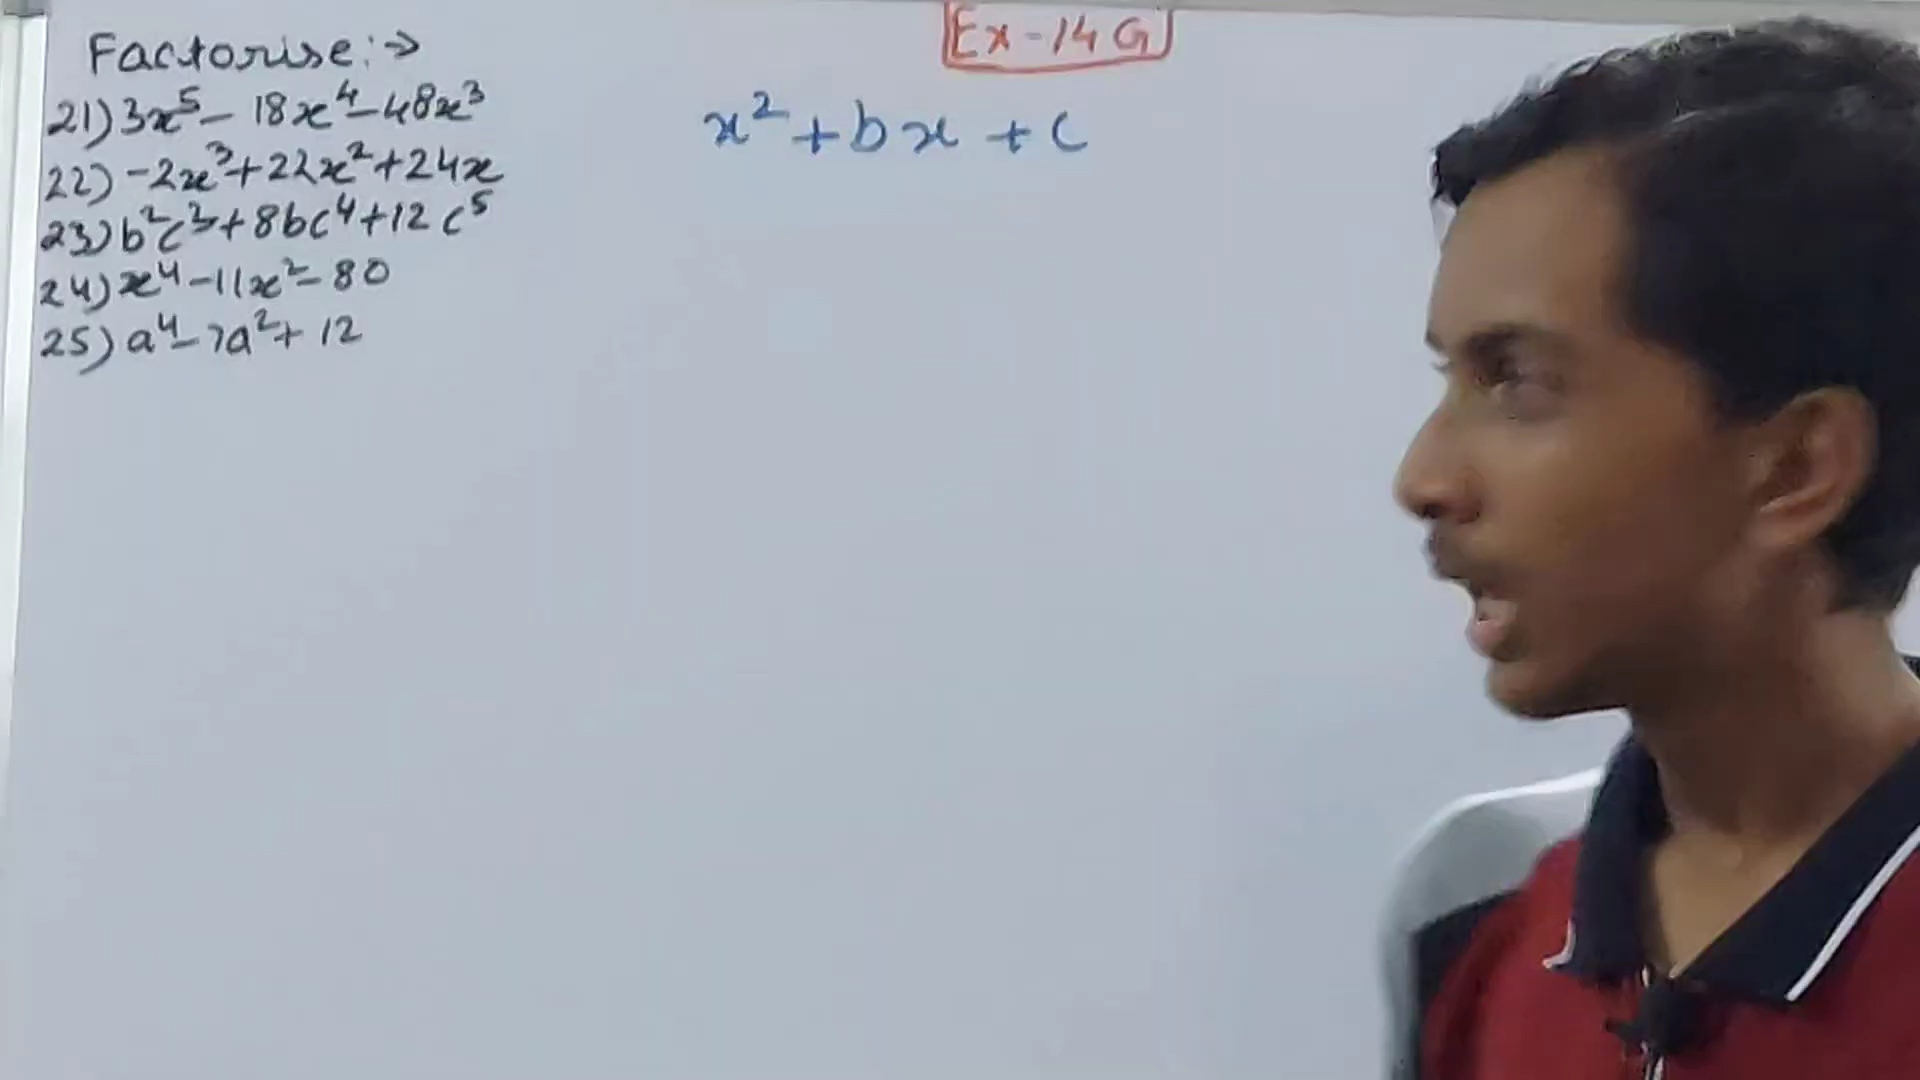 Ex-14G
Factorise:→
21) 3x⁵ - 18x⁴ - 48x³
22) -2x³ + 22x² + 24x
23) b²c³ + 8bc⁴ + 12c⁵
24) x⁴ - 11x² - 80
25) a⁴ - 7a² + 12
x² + bx + c